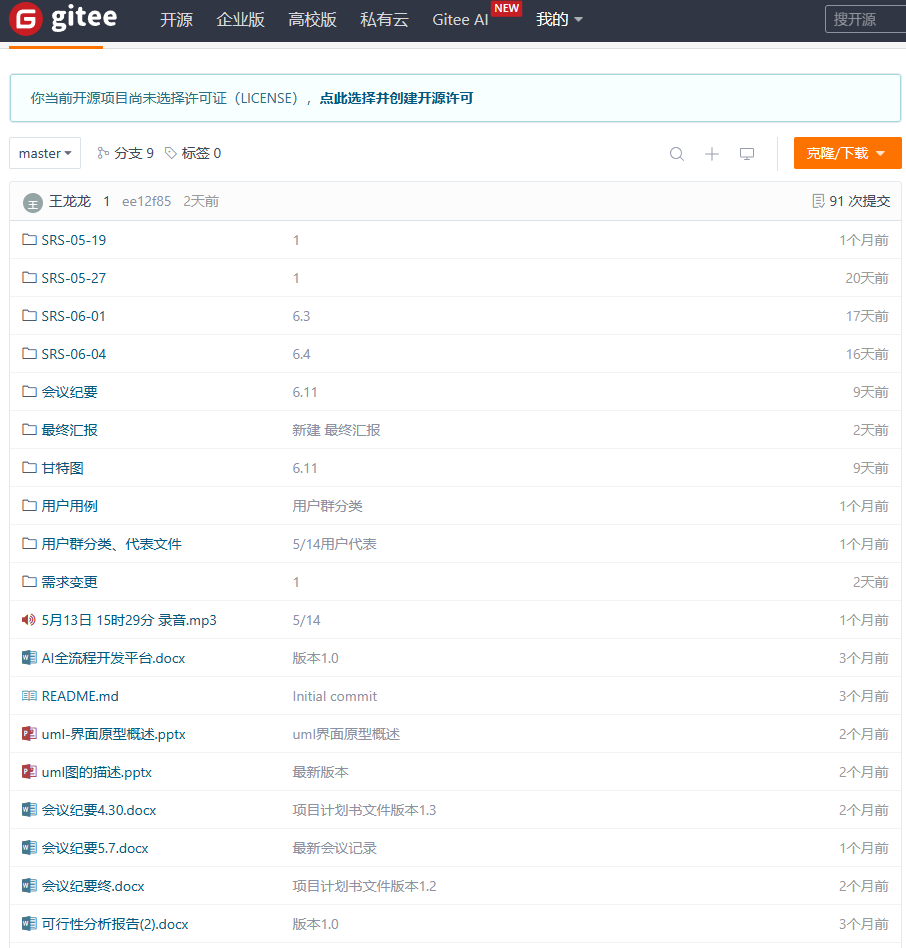 gitee 开源 企业版 高校版 私有云 Gitee AI NEW 我的 搜开源
你当前开源项目尚未选择许可证（LICENSE），点此选择并创建开源许可
master 分支 9 标签 0 克隆/下载
王 王龙龙 1 ee12f85 2天前 91 次提交
SRS-05-19 1 1个月前
SRS-05-27 1 20天前
SRS-06-01 6.3 17天前
SRS-06-04 6.4 16天前
会议纪要 6.11 9天前
最终汇报 新建 最终汇报 2天前
甘特图 6.11 9天前
用户用例 用户群分类 1个月前
用户群分类、代表文件 5/14用户代表 1个月前
需求变更 1 2天前
5月13日 15时29分 录音.mp3 5/14 1个月前
AI全流程开发平台.docx 版本1.0 3个月前
README.md Initial commit 3个月前
uml-界面原型概述.pptx uml界面原型概述 2个月前
uml图的描述.pptx 最新版本 2个月前
会议纪要4.30.docx 项目计划书文件版本1.3 2个月前
会议纪要5.7.docx 最新会议记录 1个月前
会议纪要终.docx 项目计划书文件版本1.2 2个月前
可行性分析报告(2).docx 版本1.0 3个月前